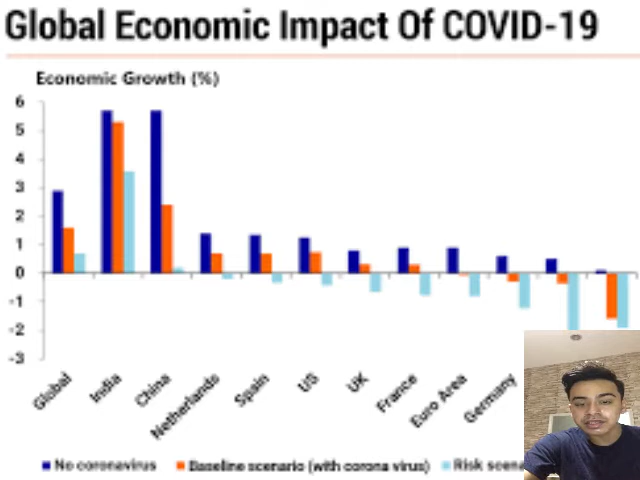 Global Economic Impact Of COVID-19
Economic Growth (%)
6
5
4
3
2
1
0
-1
-2
-3
Global
India
China
Netherlands
Spain
US
UK
France
Euro Area
Germany
No coronavirus
Baseline scenario (with corona virus)
Risk